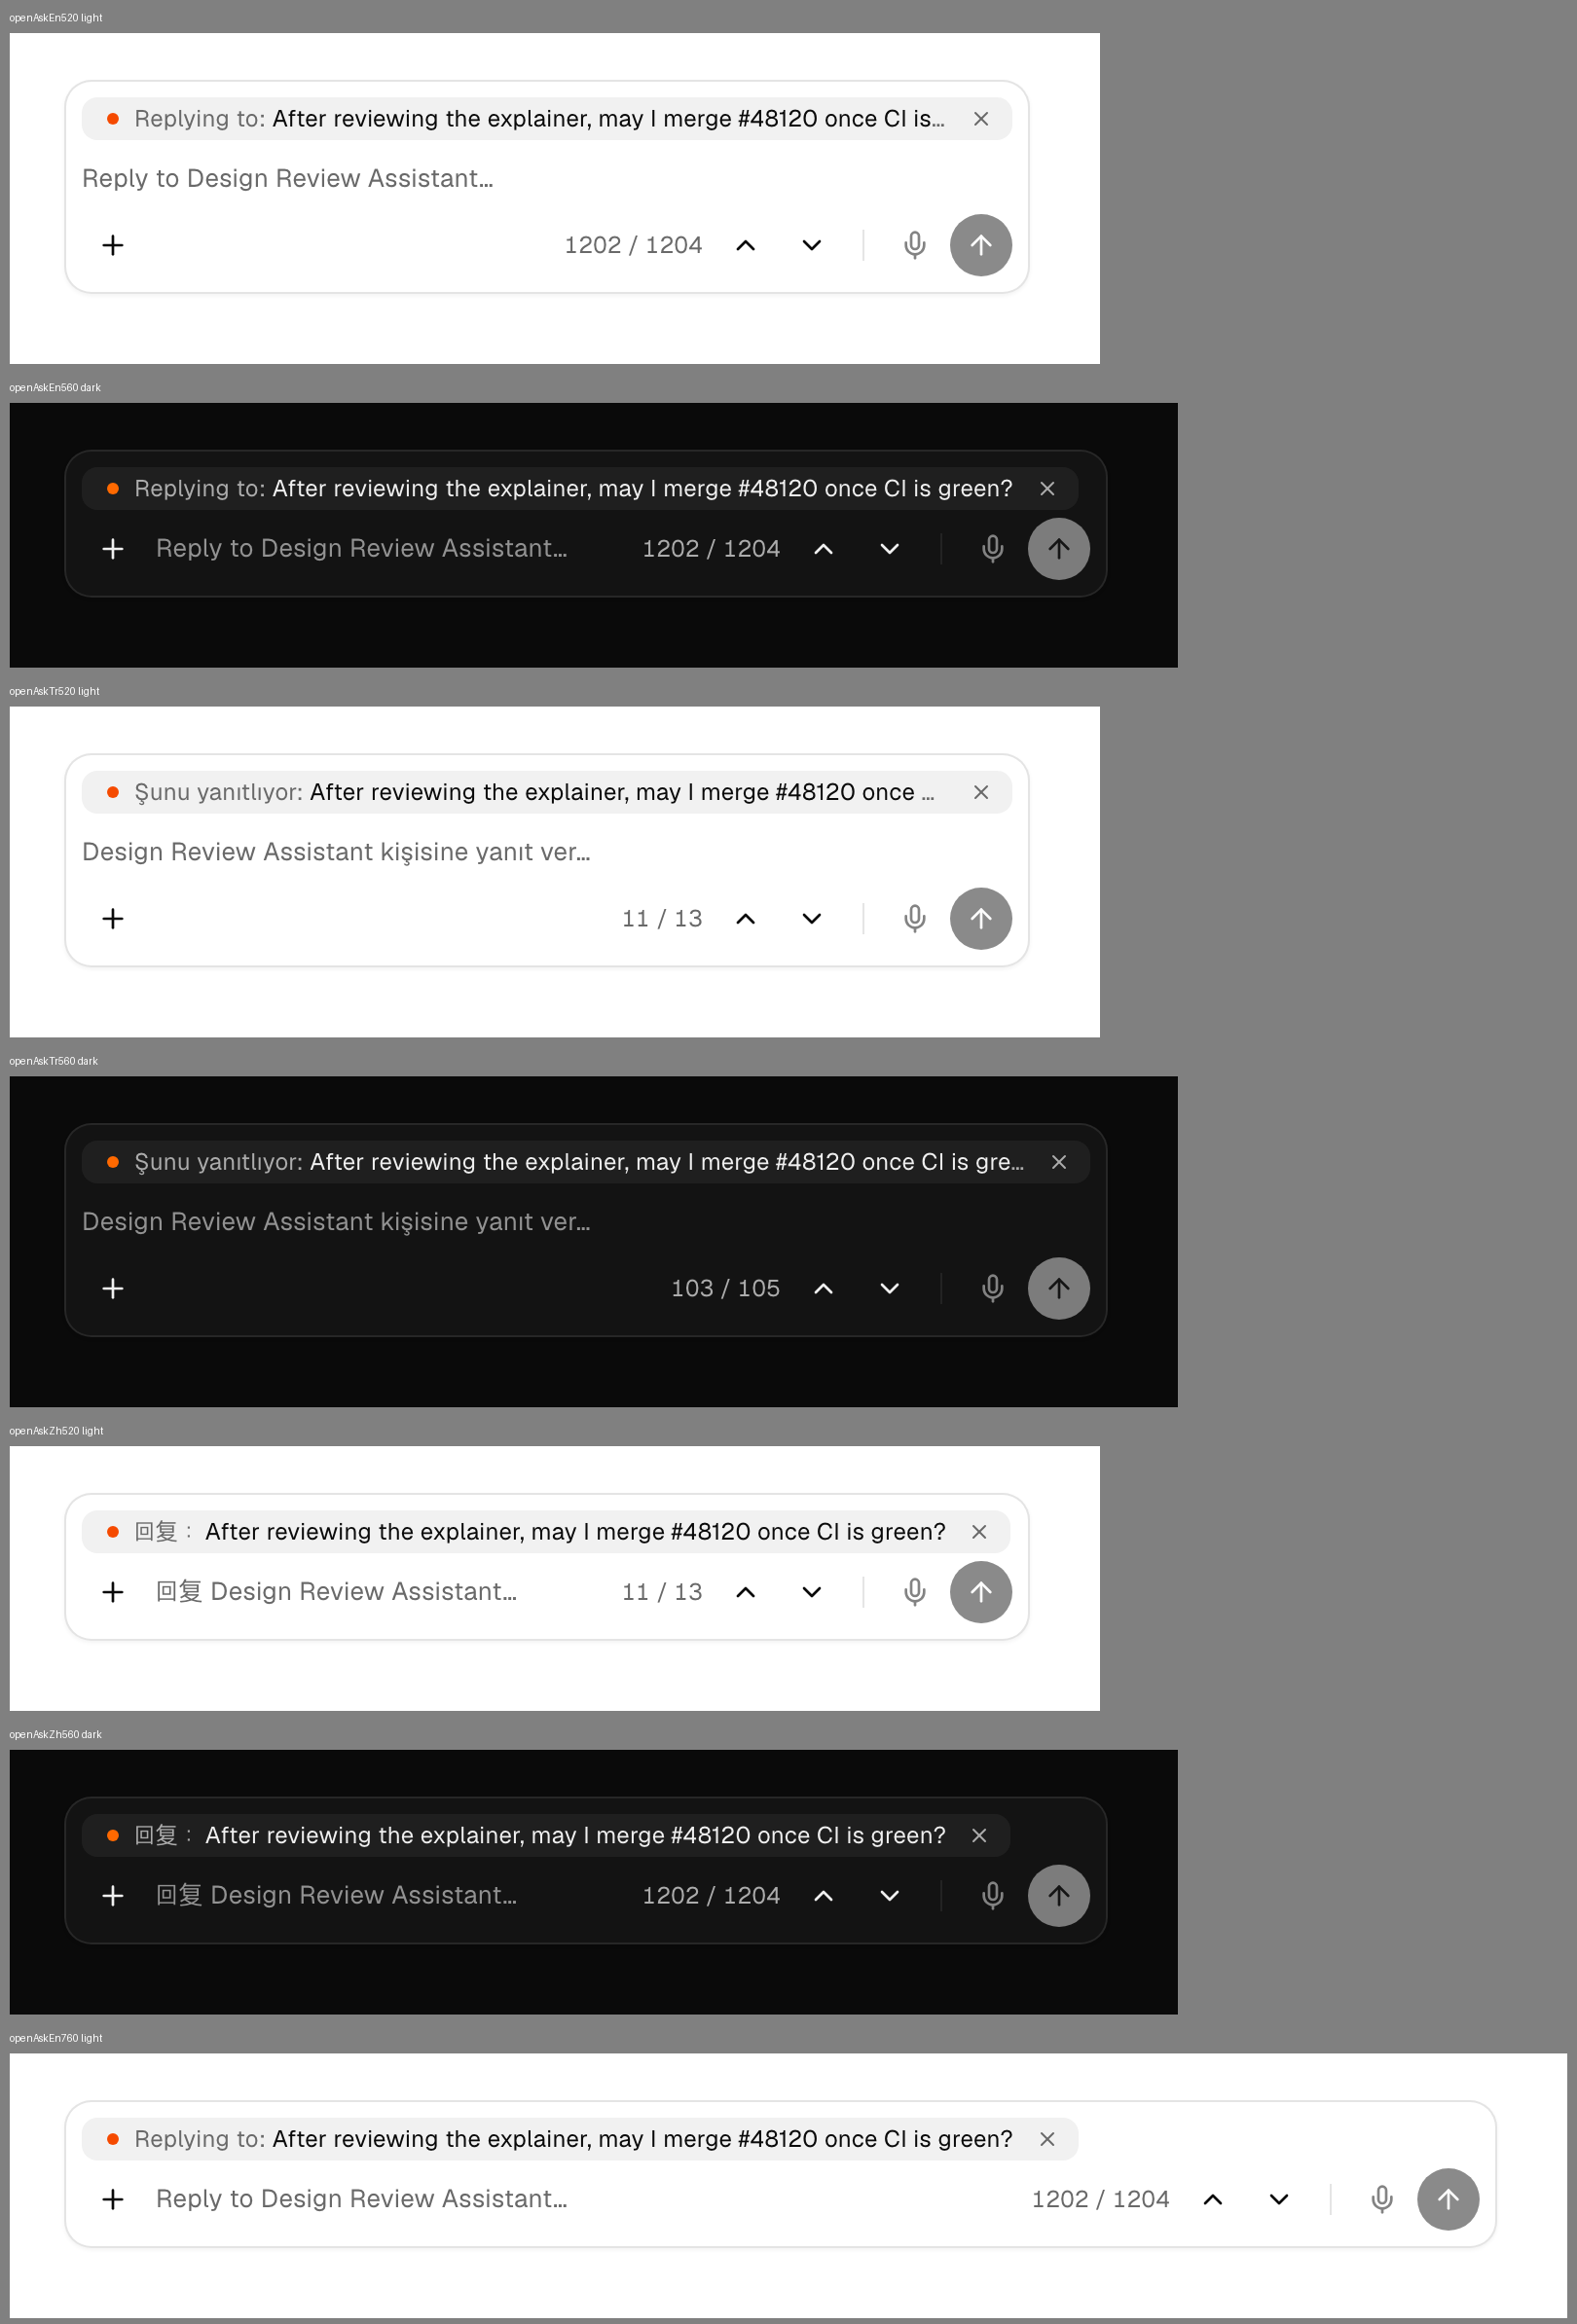 openAskEn520 light
Replying to: After reviewing the explainer, may I merge #48120 once CI is...
Reply to Design Review Assistant...
1202 / 1204
openAskEn560 dark
Replying to: After reviewing the explainer, may I merge #48120 once CI is green?
Reply to Design Review Assistant... 1202 / 1204
openAskTr520 light
Şunu yanıtlıyor: After reviewing the explainer, may I merge #48120 once ...
Design Review Assistant kişisine yanıt ver...
11 / 13
openAskTr560 dark
Şunu yanıtlıyor: After reviewing the explainer, may I merge #48120 once CI is gre...
Design Review Assistant kişisine yanıt ver...
103 / 105
openAskZh520 light
回复： After reviewing the explainer, may I merge #48120 once CI is green?
回复 Design Review Assistant... 11 / 13
openAskZh560 dark
回复： After reviewing the explainer, may I merge #48120 once CI is green?
回复 Design Review Assistant... 1202 / 1204
openAskEn760 light
Replying to: After reviewing the explainer, may I merge #48120 once CI is green?
Reply to Design Review Assistant... 1202 / 1204